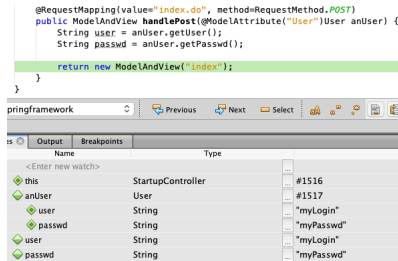 @RequestMapping(value="index.do", method=RequestMethod.POST)
public ModelAndView handlePost(@ModelAttribute("User")User anUser) {
String user = anUser.getUser();
String passwd = anUser.getPasswd();
return new ModelAndView("index");
}
}
pringframework Previous Next Select
es Output Breakpoints
Name Type
<Enter new watch> ...
this StartupController ... #1516
anUser User ... #1517
user String ... "myLogin"
passwd String ... "myPasswd"
user String ... "myLogin"
passwd String ... "myPasswd"